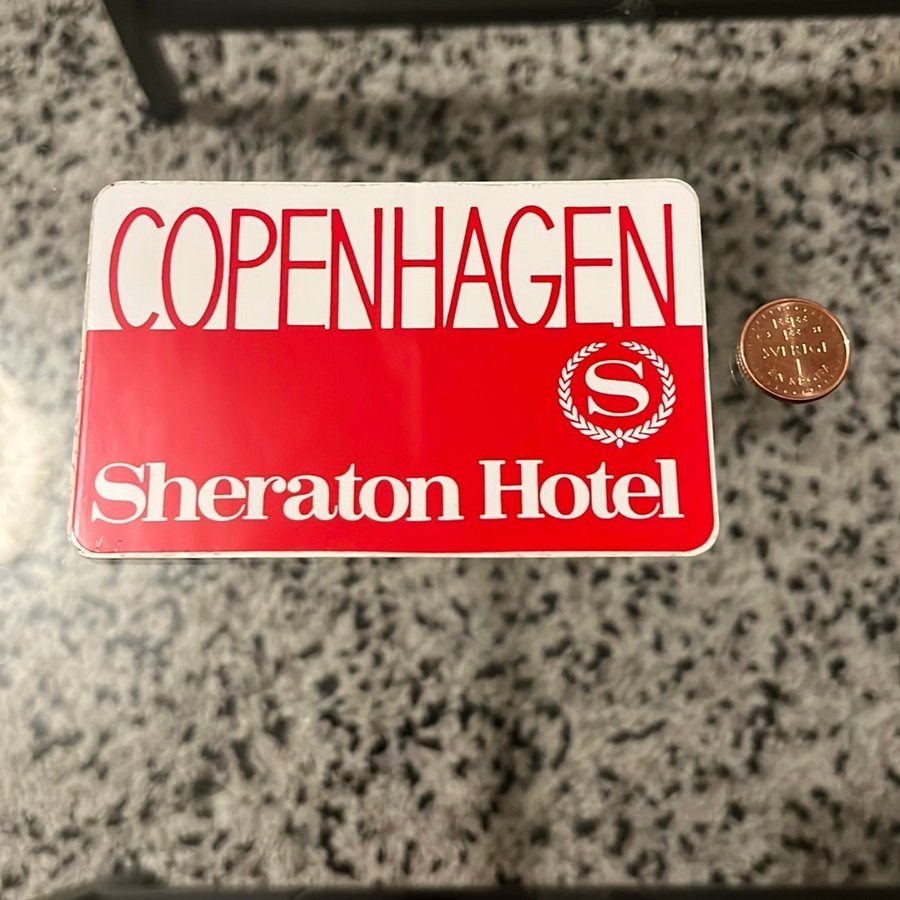 COPENHAGEN
S
Sheraton Hotel
SVERIGE
1